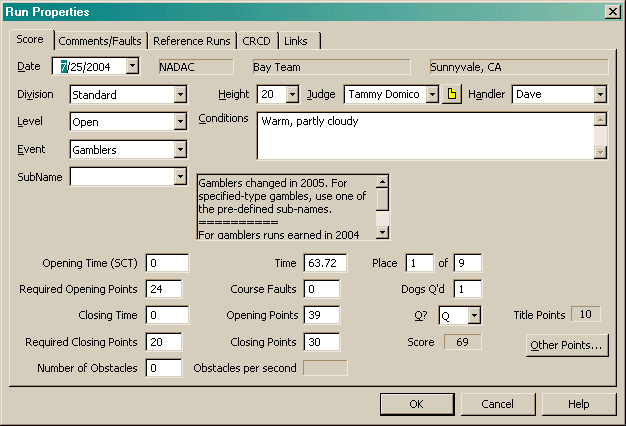 Run Properties
Score Comments/Faults Reference Runs CRCD Links
Date 7/25/2004 NADAC Bay Team Sunnyvale, CA
Division Standard Height 20 Judge Tammy Domico Handler Dave
Level Open Conditions Warm, partly cloudy
Event Gamblers
SubName
Gamblers changed in 2005. For
specified-type gambles, use one of
the pre-defined sub-names.
==========
For gamblers runs earned in 2004
Opening Time (SCT) 0 Time 63.72 Place 1 of 9
Required Opening Points 24 Course Faults 0 Dogs Q'd 1
Closing Time 0 Opening Points 39 Q? Q Title Points 10
Required Closing Points 20 Closing Points 30 Score 69 Other Points...
Number of Obstacles 0 Obstacles per second
OK Cancel Help